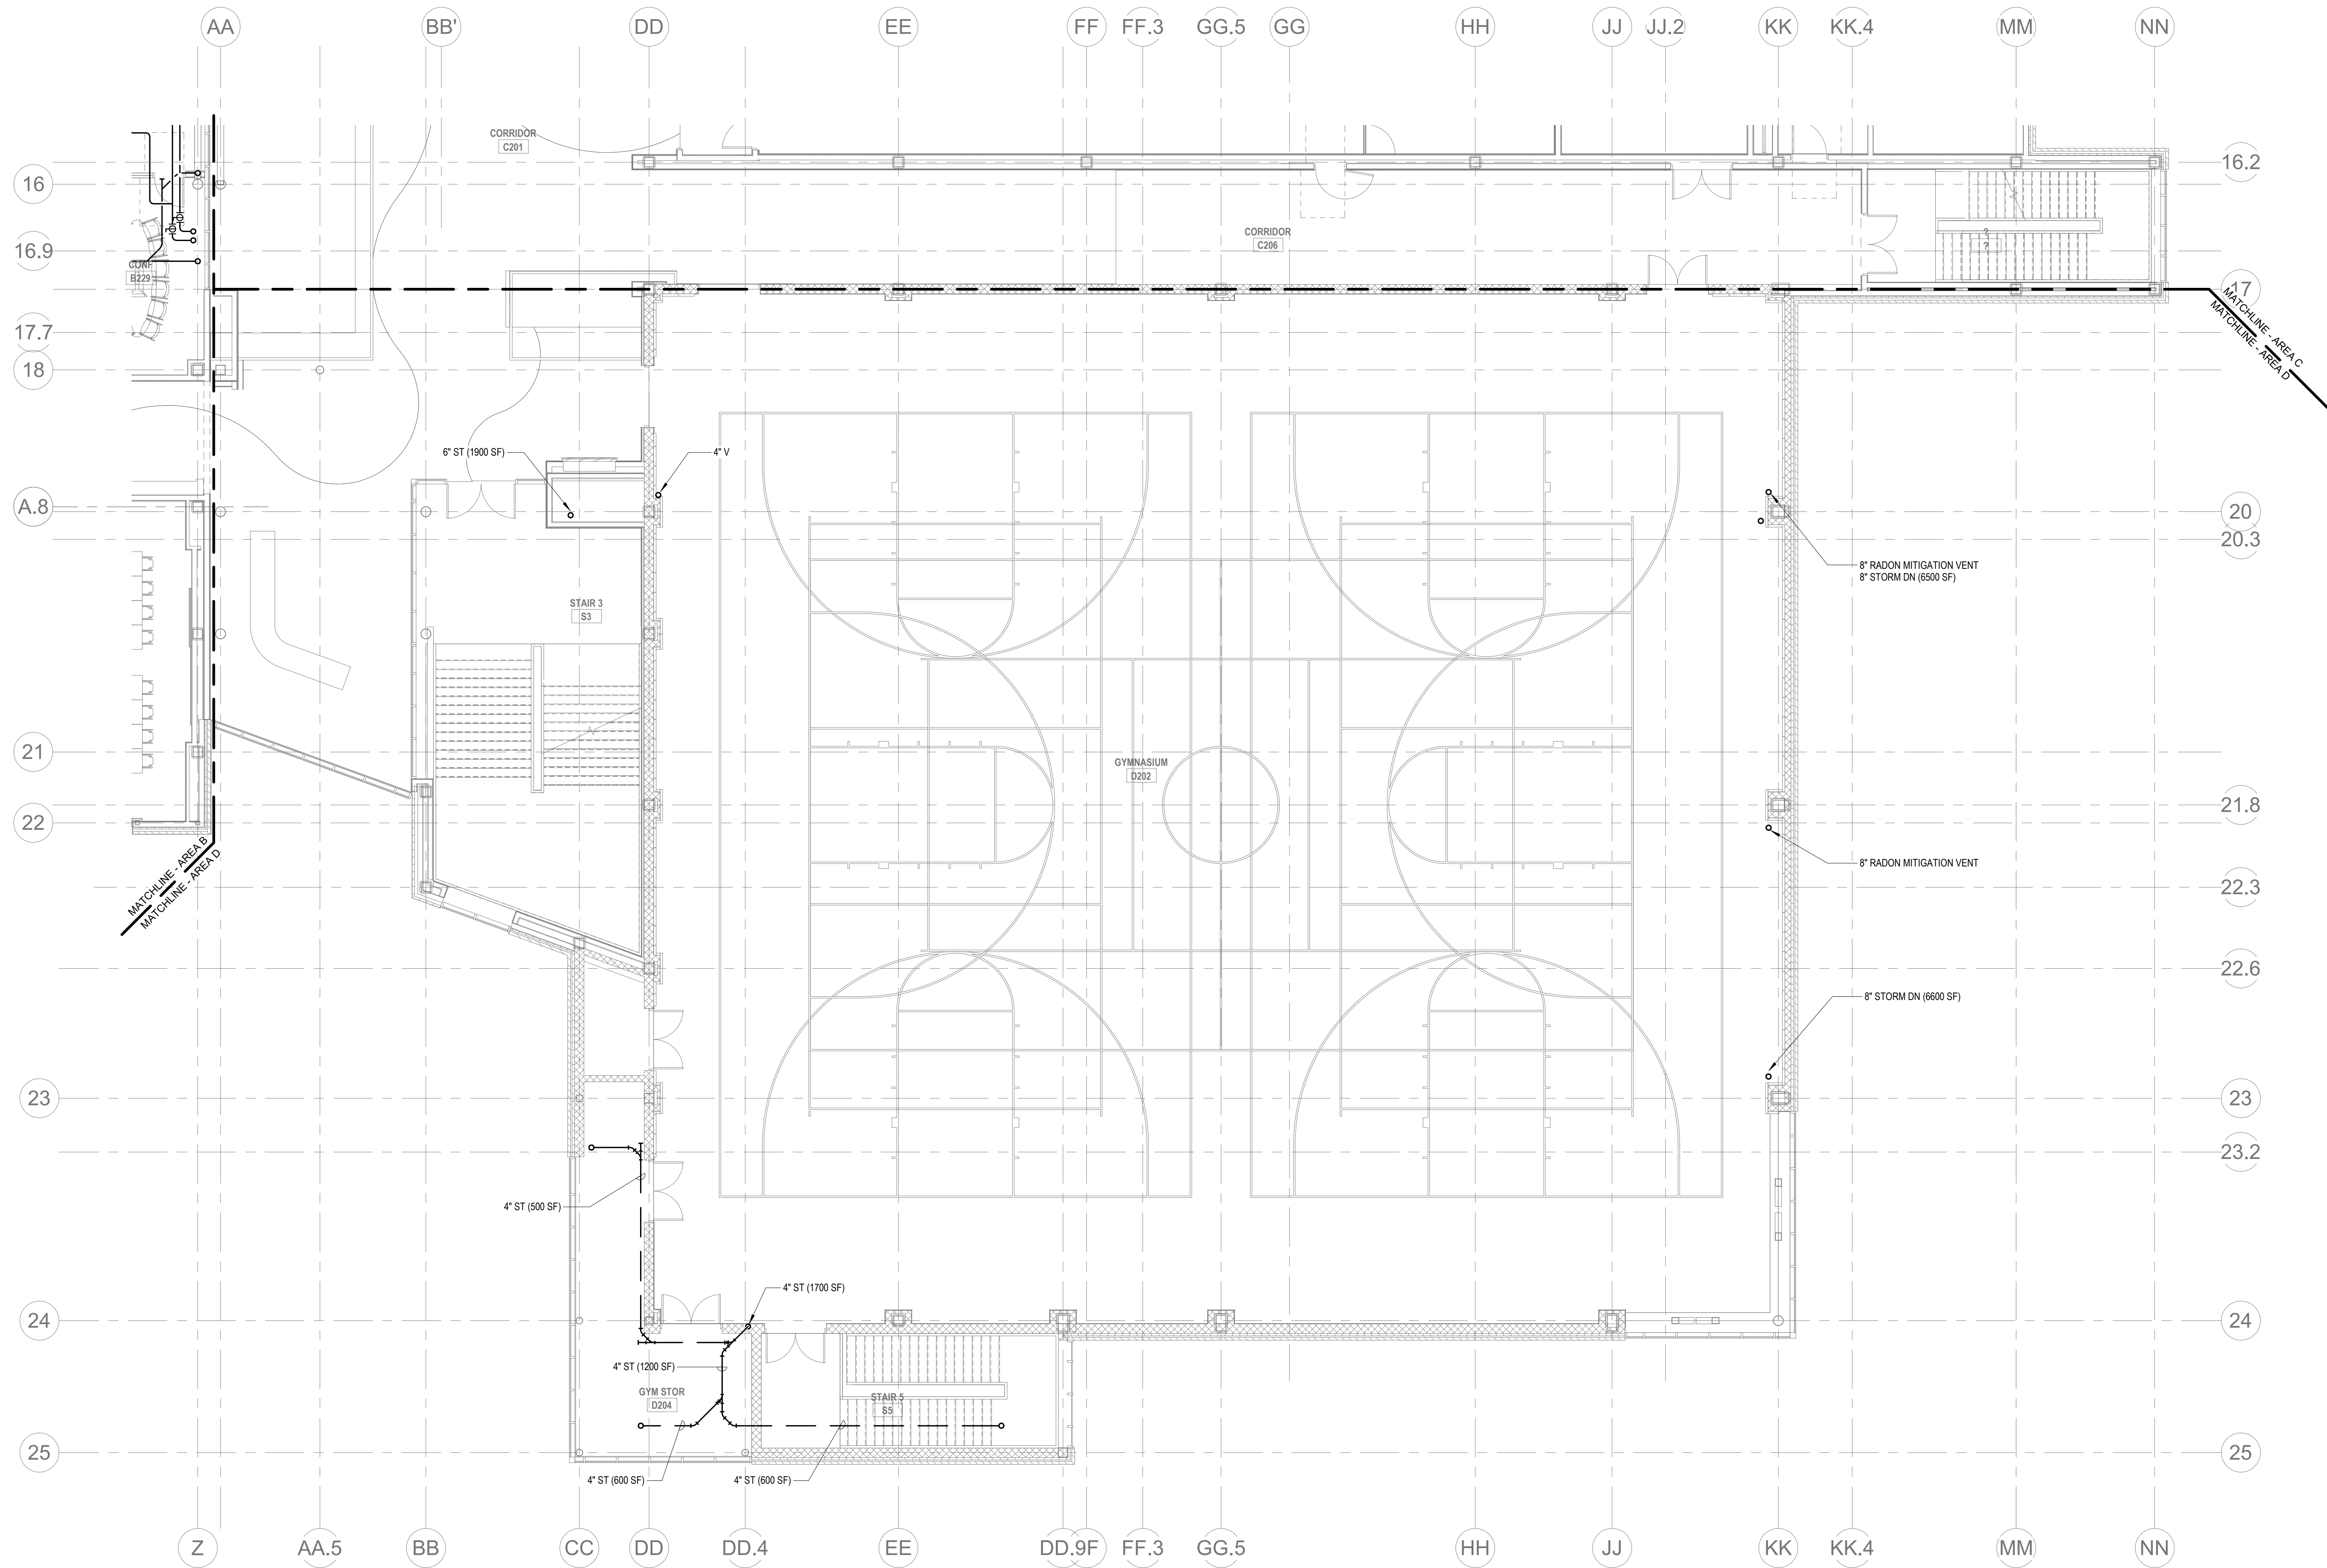 AA
BB'
DD
EE
FF
FF.3
GG.5
GG
HH
JJ
JJ.2
KK
KK.4
MM
NN
CORRIDOR
C201
16
16.2
16.9
CORRIDOR
C206
?
?
CONF
B229
17
MATCHLINE - AREA C
MATCHLINE - AREA D
17.7
18
6" ST (1900 SF)
4" V
A.8
20
20.3
8" RADON MITIGATION VENT
8" STORM DN (6500 SF)
STAIR 3
S3
21
GYMNASIUM
D202
21.8
22
MATCHLINE - AREA B
MATCHLINE - AREA D
8" RADON MITIGATION VENT
22.3
22.6
8" STORM DN (6600 SF)
23
23
23.2
4" ST (500 SF)
4" ST (1700 SF)
24
24
4" ST (1200 SF)
GYM STOR
D204
STAIR 5
S5
25
25
4" ST (600 SF)
4" ST (600 SF)
Z
AA.5
BB
CC
DD
DD.4
EE
DD.9F
FF.3
GG.5
HH
JJ
KK
KK.4
MM
NN